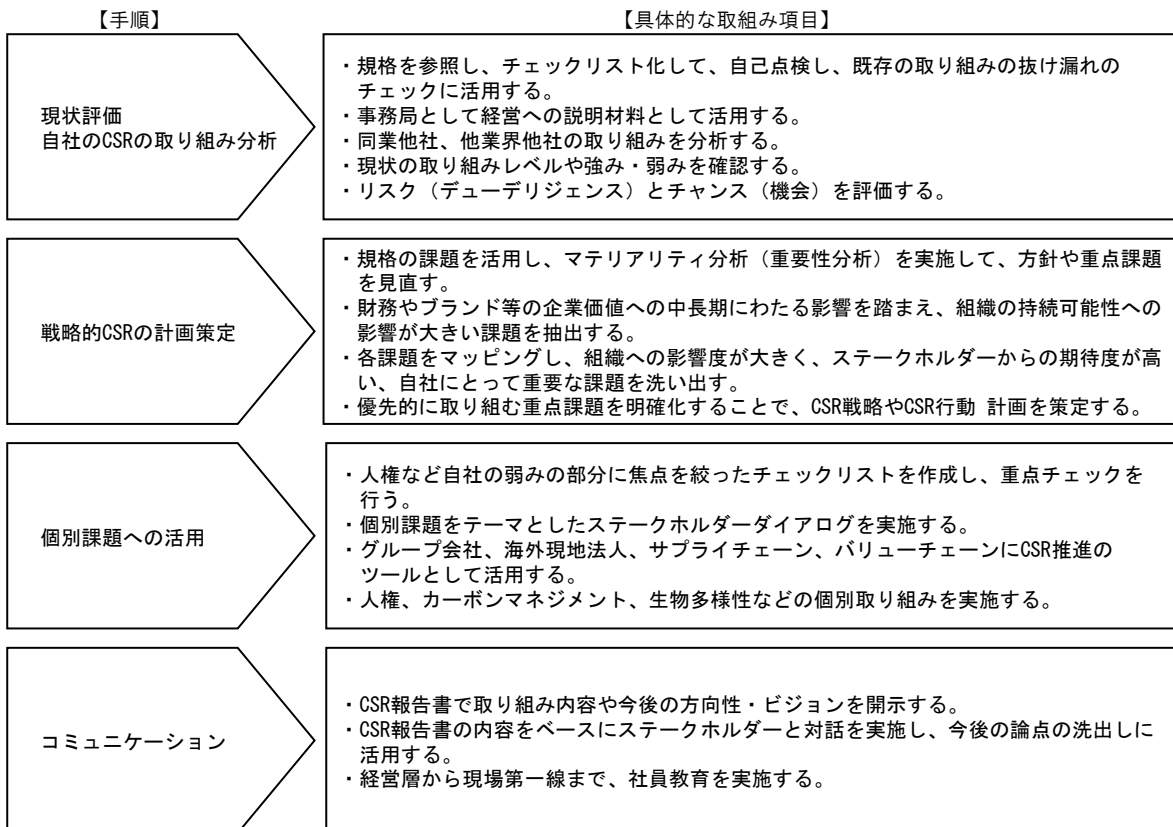 【手順】 【具体的な取組み項目】
現状評価
自社のCSRの取り組み分析
・規格を参照し、チェックリスト化して、自己点検し、既存の取り組みの抜け漏れの
チェックに活用する。
・事務局として経営への説明材料として活用する。
・同業他社、他業界他社の取り組みを分析する。
・現状の取り組みレベルや強み・弱みを確認する。
・リスク（デューデリジェンス）とチャンス（機会）を評価する。
戦略的CSRの計画策定
・規格の課題を活用し、マテリアリティ分析（重要性分析）を実施して、方針や重点課題
を見直す。
・財務やブランド等の企業価値への中長期にわたる影響を踏まえ、組織の持続可能性への
影響が大きい課題を抽出する。
・各課題をマッピングし、組織への影響度が大きく、ステークホルダーからの期待度が高
い、自社にとって重要な課題を洗い出す。
・優先的に取り組む重点課題を明確化することで、CSR戦略やCSR行動 計画を策定する。
個別課題への活用
・人権など自社の弱みの部分に焦点を絞ったチェックリストを作成し、重点チェックを
行う。
・個別課題をテーマとしたステークホルダーダイアログを実施する。
・グループ会社、海外現地法人、サプライチェーン、バリューチェーンにCSR推進の
ツールとして活用する。
・人権、カーボンマネジメント、生物多様性などの個別取り組みを実施する。
コミュニケーション
・CSR報告書で取り組み内容や今後の方向性・ビジョンを開示する。
・CSR報告書の内容をベースにステークホルダーと対話を実施し、今後の論点の洗出しに
活用する。
・経営層から現場第一線まで、社員教育を実施する。